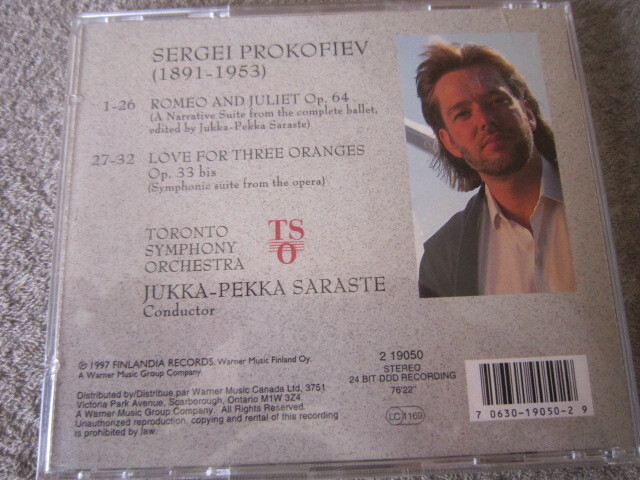 SERGEI PROKOFIEV
(1891-1953)
1-26 ROMEO AND JULIET Op. 64
(A Narrative Suite from the complete ballet,
edited by Jukka-Pekka Saraste)
27-32 LOVE FOR THREE ORANGES
Op. 33 bis
(Symphonic suite from the opera)
TORONTO
SYMPHONY
ORCHESTRA
TS
O
JUKKA-PEKKA SARASTE
Conductor
℗ 1997 FINLANDIA RECORDS. Warner Music Finland Oy.
A Warner Music Group Company.
Distributed by/Distribue par Warner Music Canada Ltd, 3751
Victoria Park Avenue, Scarborough, Ontario M1W 3Z4
A Warner Music Group Company. All Rights Reserved.
Unauthorized reproduction, copying and rental of this recording
is prohibited by law.
2 19050
STEREO
24 BIT DDD RECORDING
76'22"
LC 1169
7 0630-19050-2 9